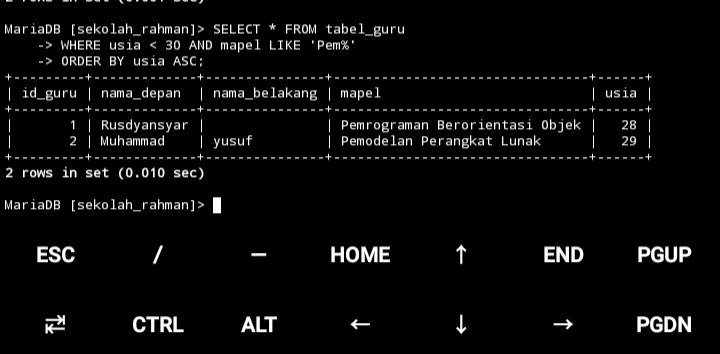 MariaDB [sekolah_rahman]> SELECT * FROM tabel_guru
    -> WHERE usia < 30 AND mapel LIKE 'Pem%'
    -> ORDER BY usia ASC;
+---------+------------+---------------+--------------------------------+------+
| id_guru | nama_depan | nama_belakang | mapel                          | usia |
+---------+------------+---------------+--------------------------------+------+
|       1 | Rusdyansyar |               | Pemrograman Berorientasi Objek |   28 |
|       2 | Muhammad   | yusuf         | Pemodelan Perangkat Lunak      |   29 |
+---------+------------+---------------+--------------------------------+------+
2 rows in set (0.010 sec)
MariaDB [sekolah_rahman]>
ESC / — HOME ↑ END PGUP
↹ CTRL ALT ← ↓ → PGDN